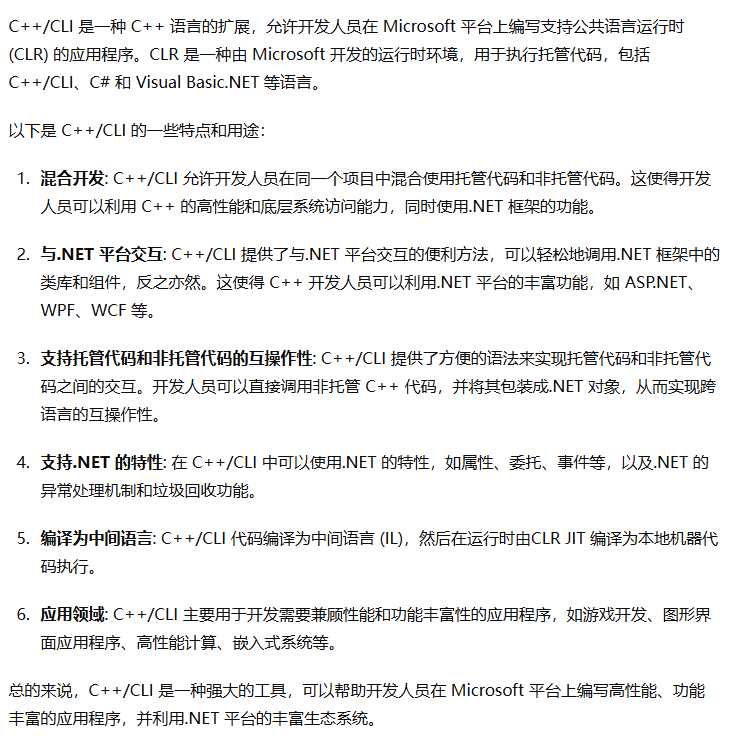 C++/CLI 是一种 C++ 语言的扩展，允许开发人员在 Microsoft 平台上编写支持公共语言运行时
(CLR) 的应用程序。CLR 是一种由 Microsoft 开发的运行时环境，用于执行托管代码，包括
C++/CLI、C# 和 Visual Basic.NET 等语言。
以下是 C++/CLI 的一些特点和用途：
1. 混合开发: C++/CLI 允许开发人员在同一个项目中混合使用托管代码和非托管代码。这使得开发
人员可以利用 C++ 的高性能和底层系统访问能力，同时使用.NET 框架的功能。
2. 与.NET 平台交互: C++/CLI 提供了与.NET 平台交互的便利方法，可以轻松地调用.NET 框架中的
类库和组件，反之亦然。这使得 C++ 开发人员可以利用.NET 平台的丰富功能，如 ASP.NET、
WPF、WCF 等。
3. 支持托管代码和非托管代码的互操作性: C++/CLI 提供了方便的语法来实现托管代码和非托管代
码之间的交互。开发人员可以直接调用非托管 C++ 代码，并将其包装成.NET 对象，从而实现跨
语言的互操作性。
4. 支持.NET 的特性: 在 C++/CLI 中可以使用.NET 的特性，如属性、委托、事件等，以及.NET 的
异常处理机制和垃圾回收功能。
5. 编译为中间语言: C++/CLI 代码编译为中间语言 (IL)，然后在运行时由CLR JIT 编译为本地机器代
码执行。
6. 应用领域: C++/CLI 主要用于开发需要兼顾性能和功能丰富性的应用程序，如游戏开发、图形界
面应用程序、高性能计算、嵌入式系统等。
总的来说，C++/CLI 是一种强大的工具，可以帮助开发人员在 Microsoft 平台上编写高性能、功能
丰富的应用程序，并利用.NET 平台的丰富生态系统。